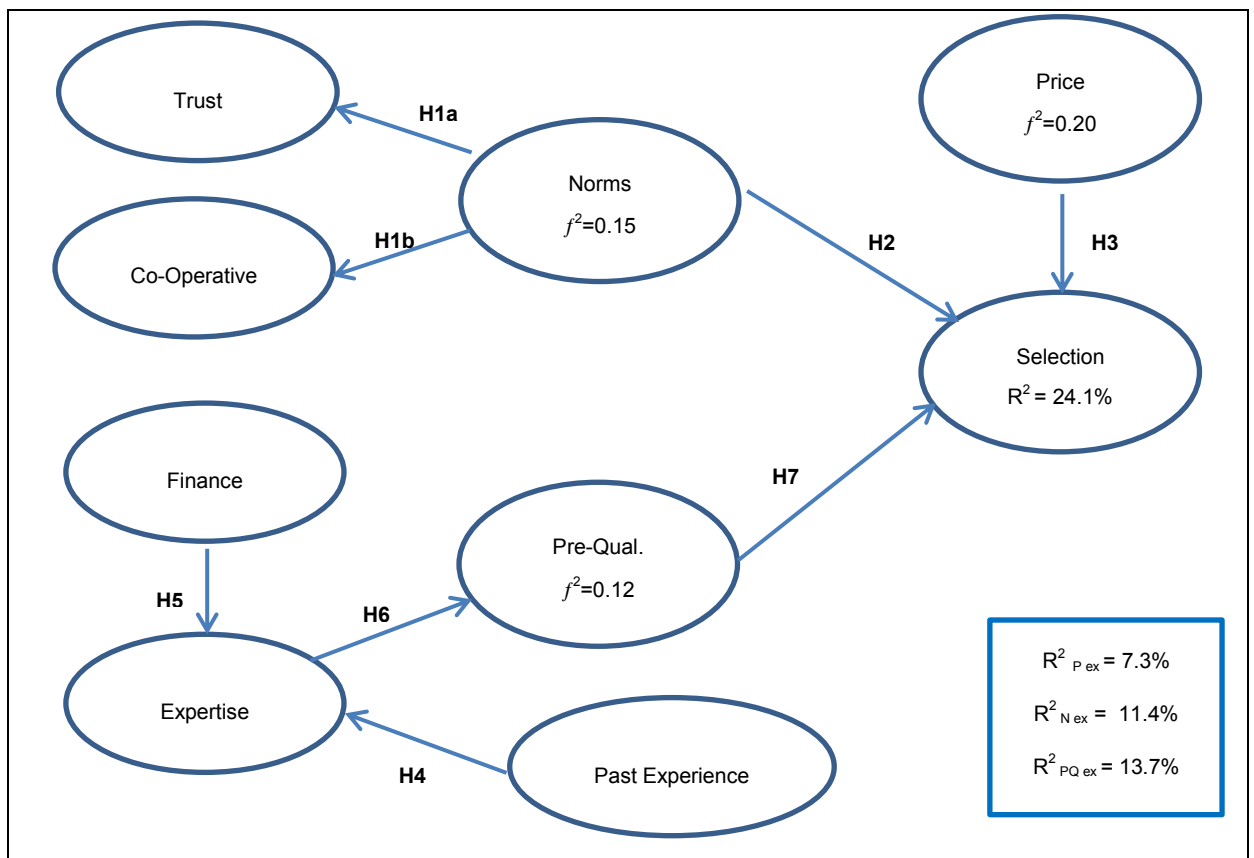 Trust
H1a
Norms
f²=0.15
Price
f²=0.20
H1b
Co-Operative
H2
H3
Selection
R² = 24.1%
Finance
H5
H6
Pre-Qual.
f²=0.12
H7
Expertise
H4
Past Experience
R² P ex = 7.3%
R² N ex = 11.4%
R² PQ ex = 13.7%